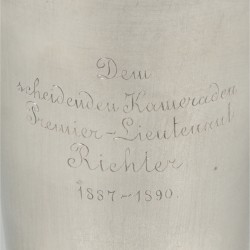 Dem
scheidenden Kameraden
Premier-Lieutenant
Richter
1887-1890.